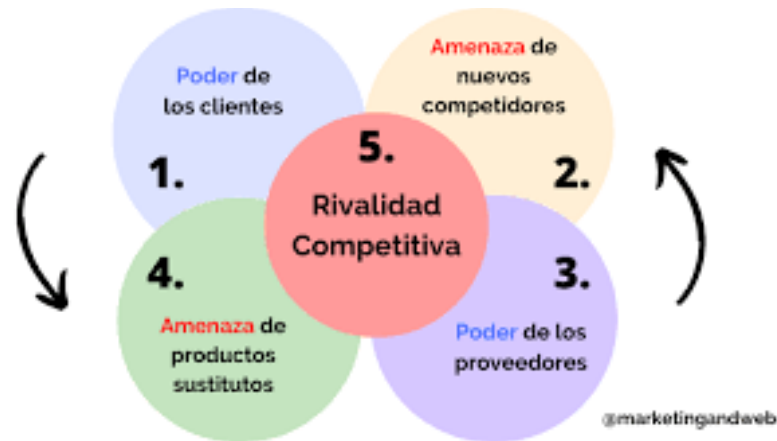 Poder de
los clientes
1.
Amenaza de
nuevos
competidores
2.
5.
Rivalidad
Competitiva
4.
Amenaza de
productos
sustitutos
3.
Poder de los
proveedores
@marketingandweb